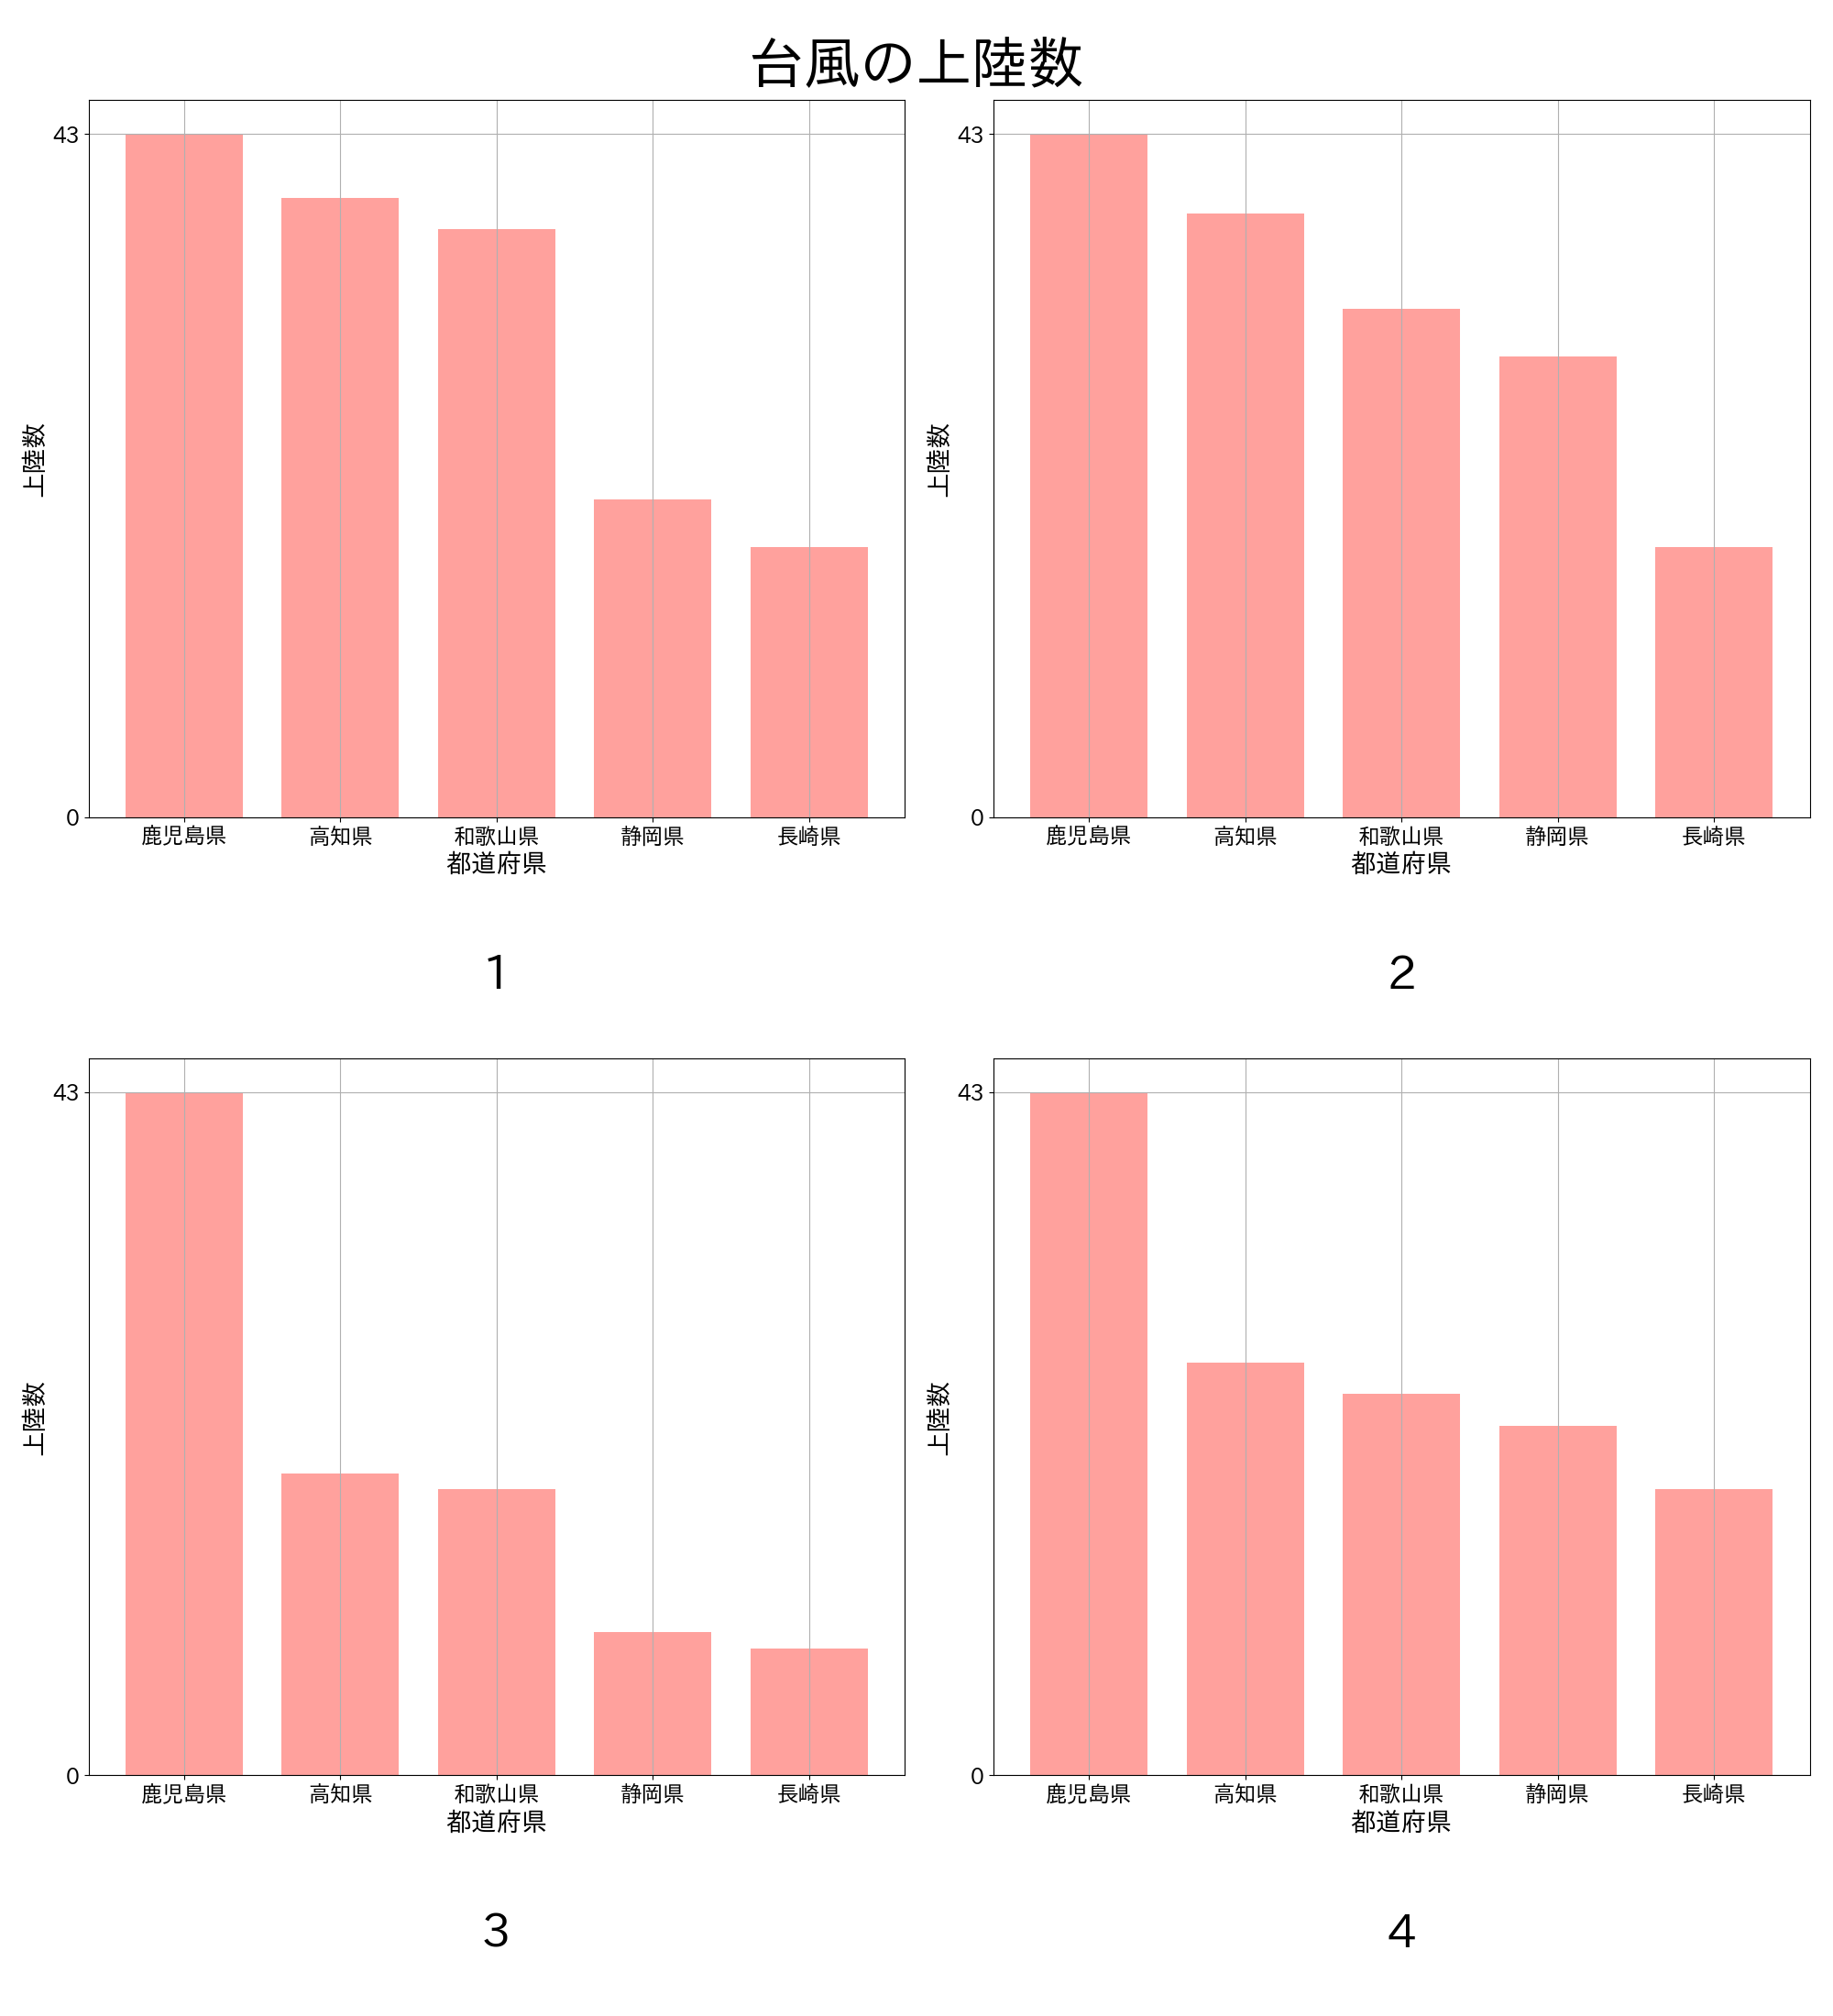 台風の上陸数
43
0
上陸数
鹿児島県 高知県 和歌山県 静岡県 長崎県
都道府県
1
43
0
上陸数
鹿児島県 高知県 和歌山県 静岡県 長崎県
都道府県
2
43
0
上陸数
鹿児島県 高知県 和歌山県 静岡県 長崎県
都道府県
3
43
0
上陸数
鹿児島県 高知県 和歌山県 静岡県 長崎県
都道府県
4